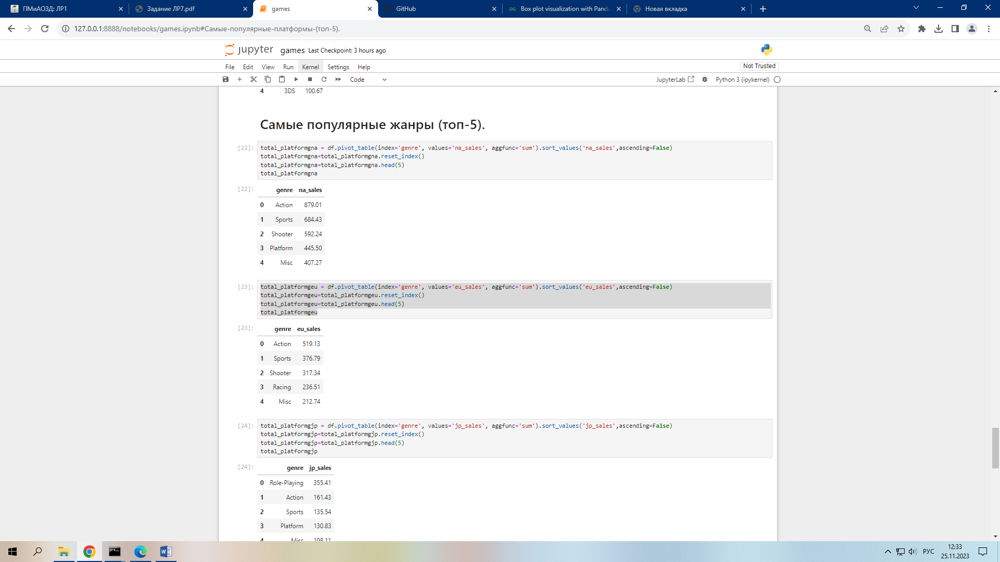 ПМиАОЗД: ЛР1
Задание ЛР7.pdf
games
GitHub
Box plot visualization with Panda
Новая вкладка
127.0.0.1:8888/notebooks/games.ipynb#Самые-популярные-платформы-(топ-5).
jupyter games Last Checkpoint: 3 hours ago
File Edit View Run Kernel Settings Help
Not Trusted
Code
JupyterLab
Python 3 (ipykernel)
4 3DS 100.67
Самые популярные жанры (топ-5).
[22]:
total_platformgna = df.pivot_table(index='genre', values='na_sales', aggfunc='sum').sort_values('na_sales',ascending=False)
total_platformgna=total_platformgna.reset_index()
total_platformgna=total_platformgna.head(5)
total_platformgna
[22]:
genre na_sales
0 Action 879.01
1 Sports 684.43
2 Shooter 592.24
3 Platform 445.50
4 Misc 407.27
[23]:
total_platformgeu = df.pivot_table(index='genre', values='eu_sales', aggfunc='sum').sort_values('eu_sales',ascending=False)
total_platformgeu=total_platformgeu.reset_index()
total_platformgeu=total_platformgeu.head(5)
total_platformgeu
[23]:
genre eu_sales
0 Action 519.13
1 Sports 376.79
2 Shooter 317.34
3 Racing 236.51
4 Misc 212.74
[24]:
total_platformgjp = df.pivot_table(index='genre', values='jp_sales', aggfunc='sum').sort_values('jp_sales',ascending=False)
total_platformgjp=total_platformgjp.reset_index()
total_platformgjp=total_platformgjp.head(5)
total_platformgjp
[24]:
genre jp_sales
0 Role-Playing 355.41
1 Action 161.43
2 Sports 135.54
3 Platform 130.83
4 Misc 108.11
РУС
12:33
25.11.2023